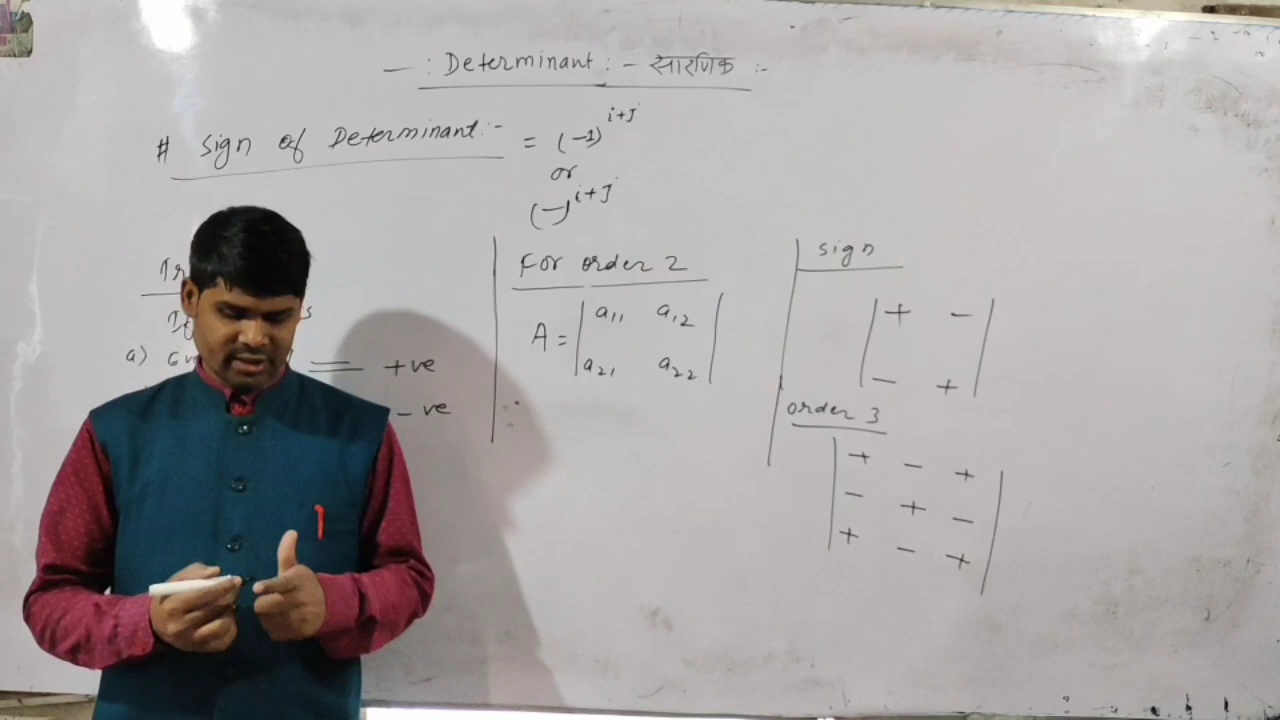 — : Determinant : - सारणिक :-
# Sign of Determinant :- = (-1)^{i+J}
or
(-)^{i+J}
a)
= +ve
- ve
For order 2
A = | a₁₁ a₁₂ |
| a₂₁ a₂₂ |
sign
| + - |
| - + |
order 3
| + - + |
| - + - |
| + - + |